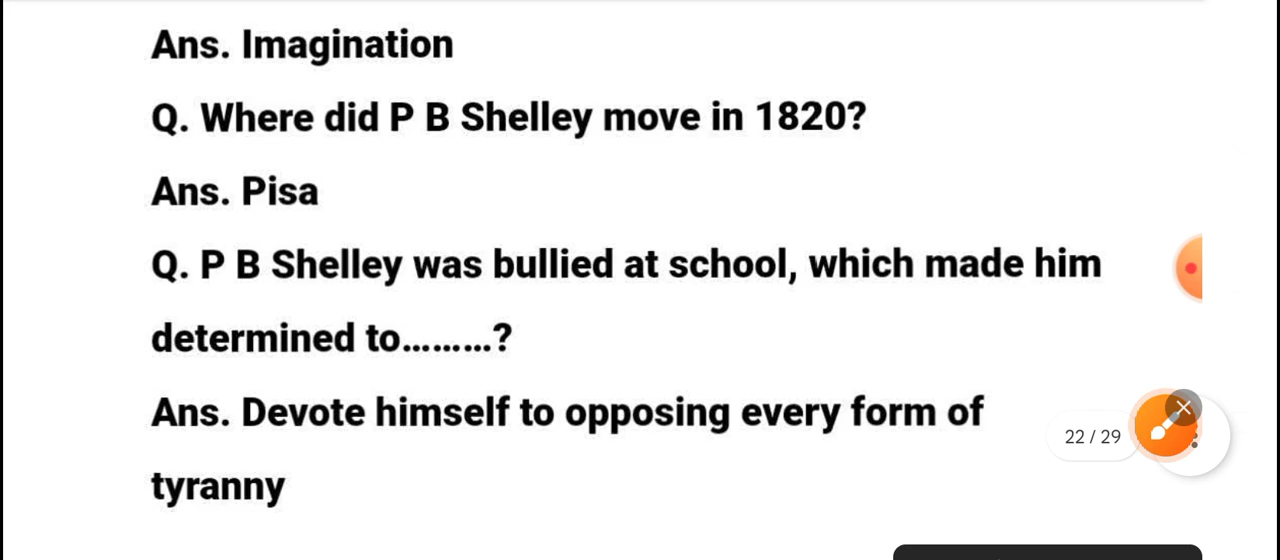 Ans. Imagination
Q. Where did P B Shelley move in 1820?
Ans. Pisa
Q. P B Shelley was bullied at school, which made him
determined to.........?
Ans. Devote himself to opposing every form of
tyranny
22 / 29